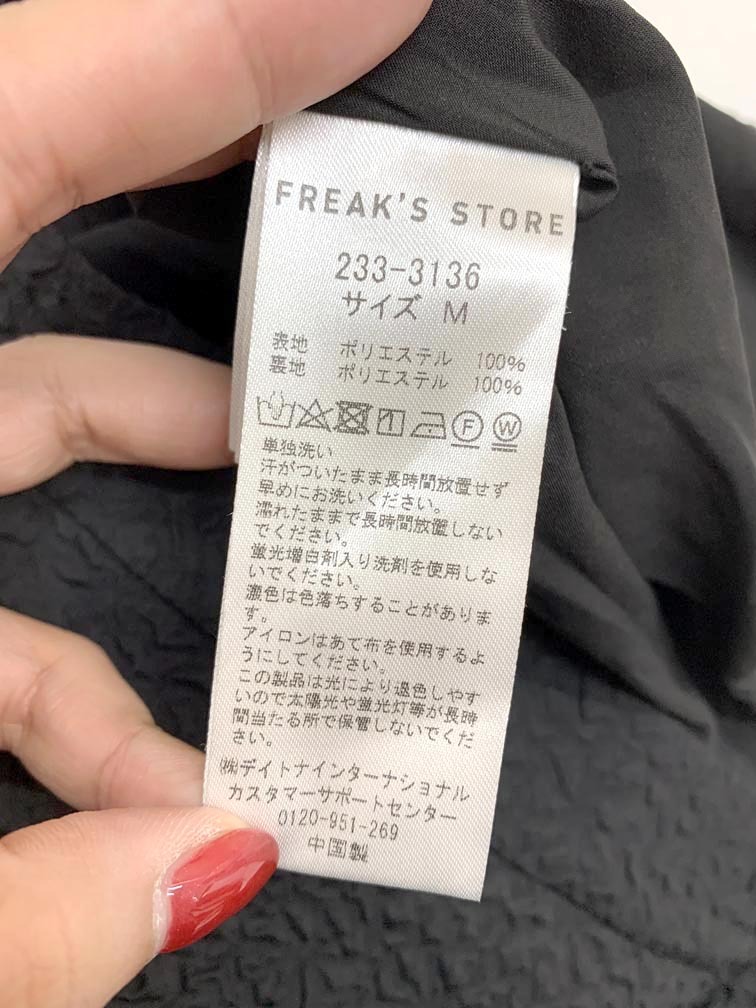 FREAK'S STORE
233-3136
サイズ M
表地 ポリエステル 100%
裏地 ポリエステル 100%
F W
単独洗い
汗がついたまま長時間放置せず
早めにお洗いください。
濡れたままで長時間放置しない
でください。
蛍光増白剤入り洗剤を使用しな
いでください。
濃色は色落ちすることがありま
す。
アイロンはあて布を使用するよ
うにしてください。
この製品は光により退色しやす
いので太陽光や蛍光灯等が長時
間当たる所で保管しないでくだ
さい。
㈱デイトナインターナショナル
カスタマーサポートセンター
0120-951-269
中国製